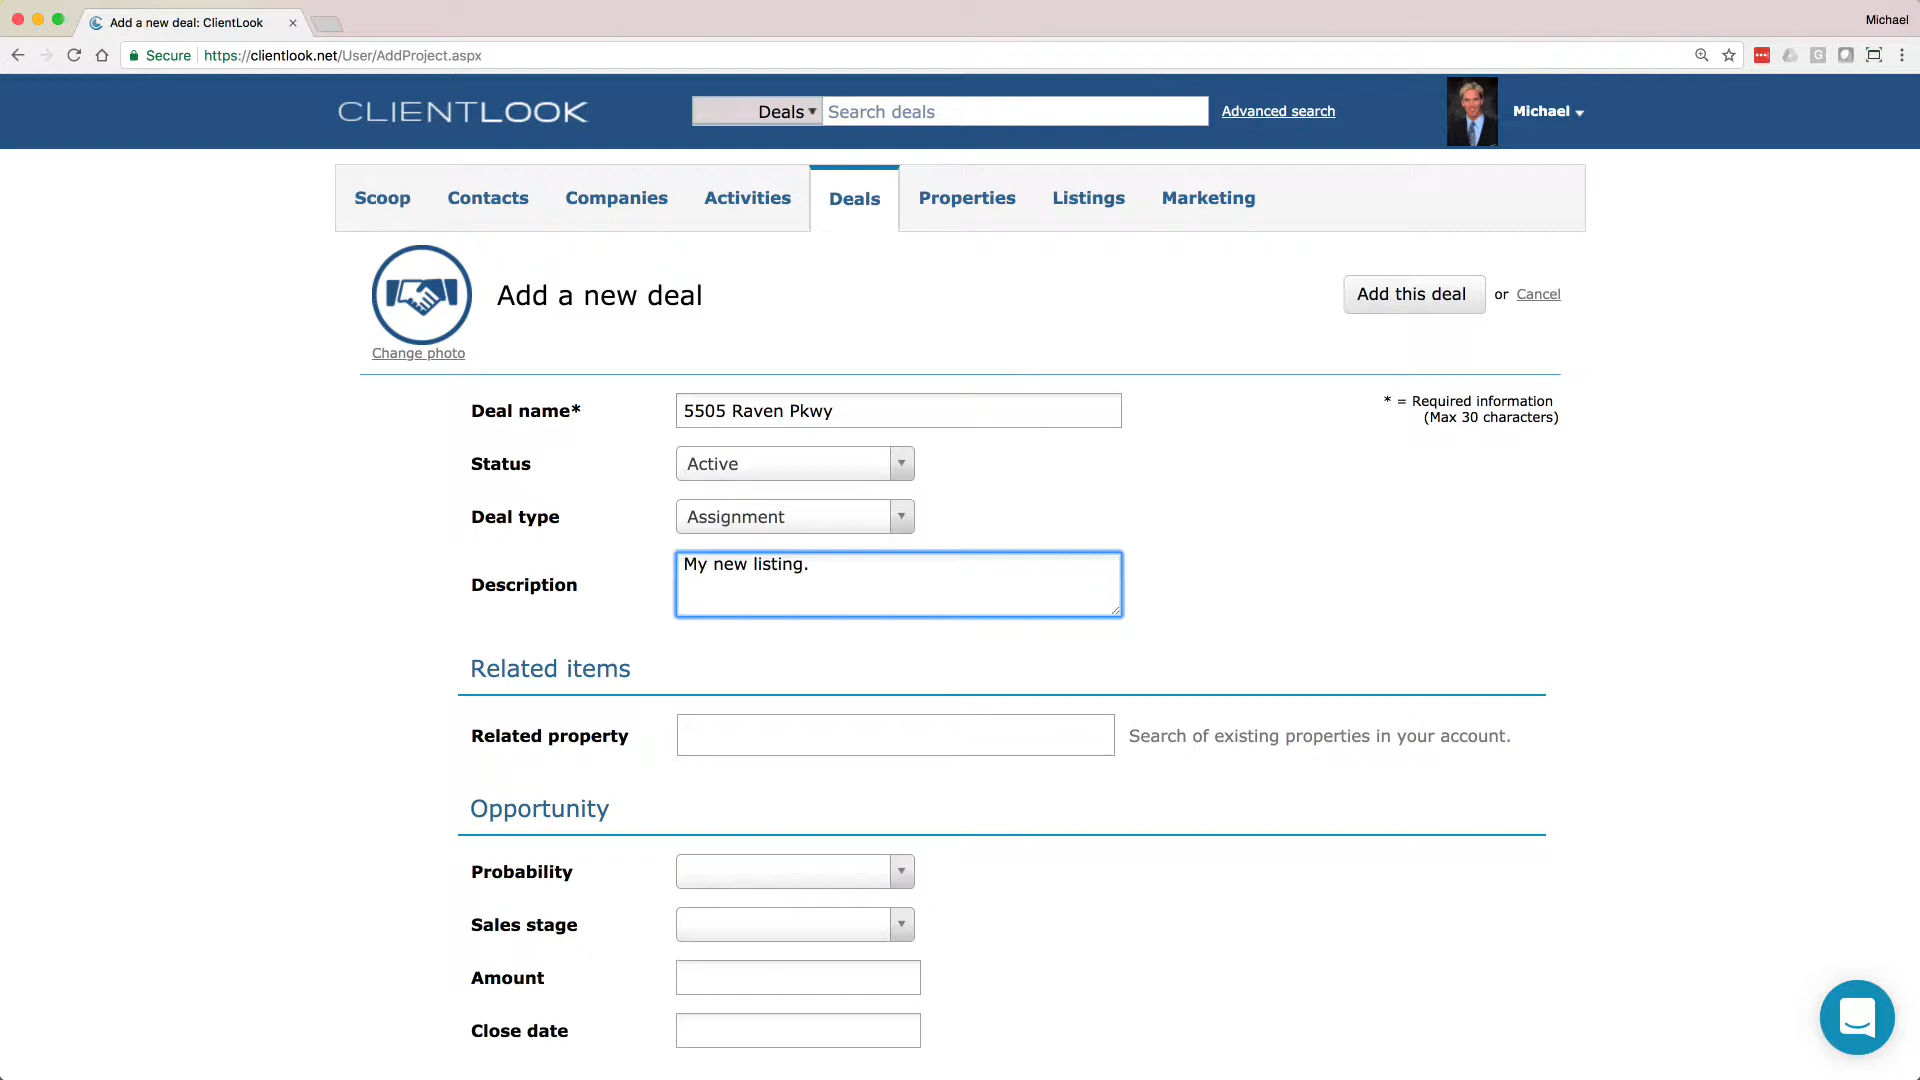 Add a new deal: ClientLook
Michael
Secure
https://clientlook.net/User/AddProject.aspx
CLIENTLOOK
Deals
Search deals
Advanced search
Michael
Scoop
Contacts
Companies
Activities
Deals
Properties
Listings
Marketing
Add a new deal
Add this deal
or
Cancel
Change photo
Deal name*
5505 Raven Pkwy
* = Required information
(Max 30 characters)
Status
Active
Deal type
Assignment
Description
My new listing.
Related items
Related property
Search of existing properties in your account.
Opportunity
Probability
Sales stage
Amount
Close date